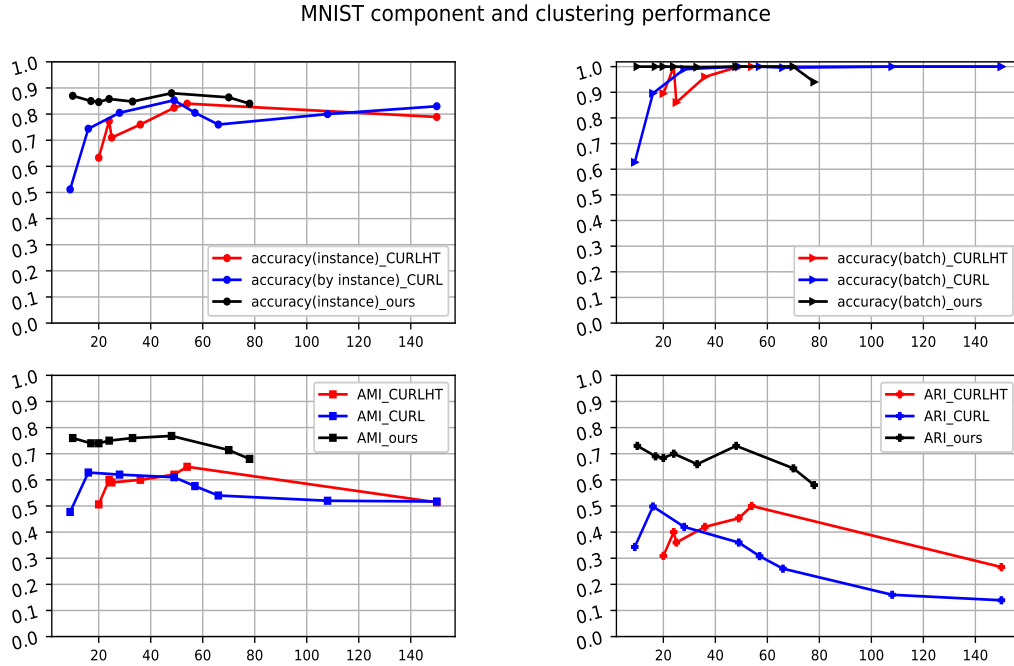 MNIST component and clustering performance
1.0
0.9
0.8
0.7
0.6
0.5
0.4
0.3
0.2
0.1
0.0
accuracy(instance)_CURLHT
accuracy(by instance)_CURL
accuracy(instance)_ours
20 40 60 80 100 120 140
1.0
0.9
0.8
0.7
0.6
0.5
0.4
0.3
0.2
0.1
0.0
accuracy(batch)_CURLHT
accuracy(batch)_CURL
accuracy(batch)_ours
20 40 60 80 100 120 140
1.0
0.9
0.8
0.7
0.6
0.5
0.4
0.3
0.2
0.1
0.0
AMI_CURLHT
AMI_CURL
AMI_ours
20 40 60 80 100 120 140
1.0
0.9
0.8
0.7
0.6
0.5
0.4
0.3
0.2
0.1
0.0
ARI_CURLHT
ARI_CURL
ARI_ours
20 40 60 80 100 120 140